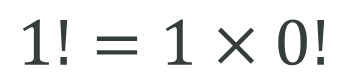 1! = 1 × 0!